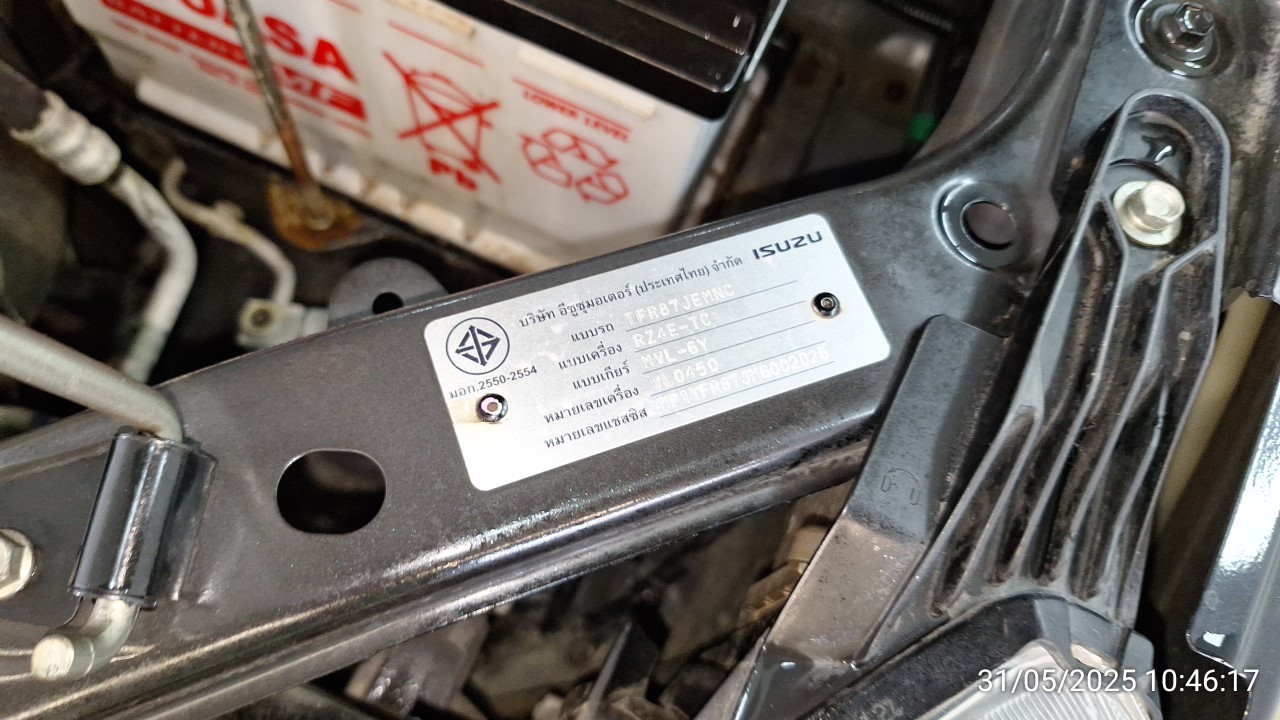 LOWER LEVEL
Pb
ISUZU
บริษัท อีซูซุมอเตอร์ (ประเทศไทย) จำกัด
แบบรถ TFR87JEMNC
แบบเครื่อง RZ4E-TC
แบบเกียร์ MVL-6Y
หมายเลขเครื่อง
หมายเลขแชสซิส
มอก.2550-2554
31/05/2025 10:46:17